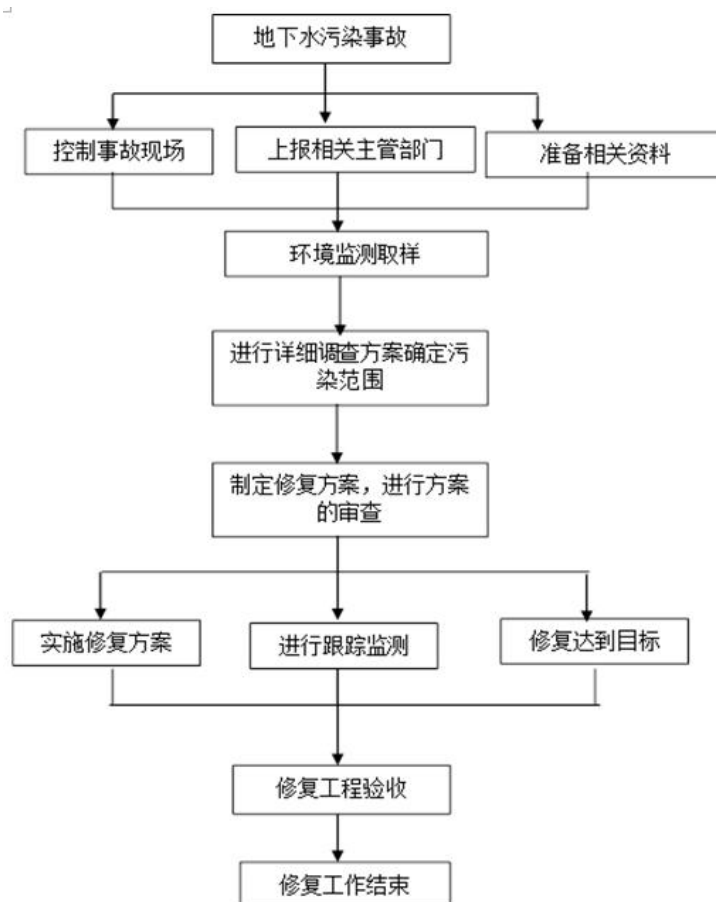 地下水污染事故
控制事故现场
上报相关主管部门
准备相关资料
环境监测取样
进行详细调查方案确定污
染范围
制定修复方案，进行方案
的审查
实施修复方案
进行跟踪监测
修复达到目标
修复工程验收
修复工作结束